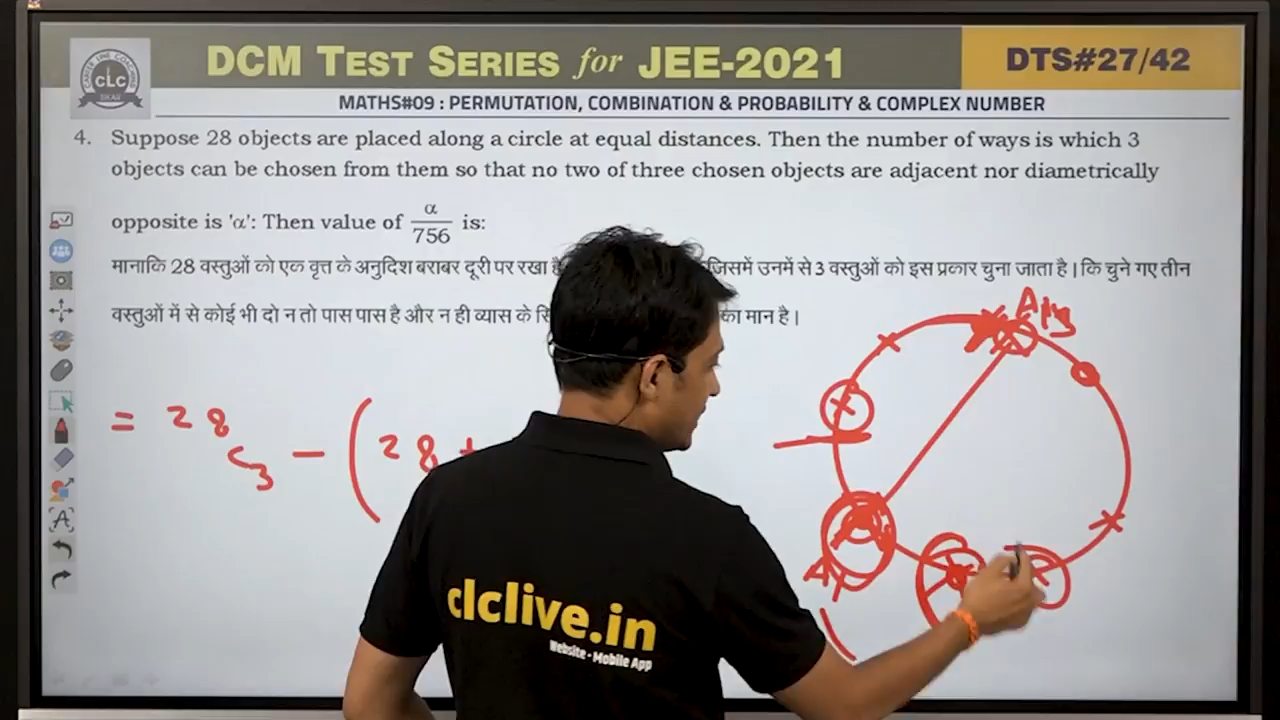 DCM TEST SERIES for JEE-2021
DTS#27/42
CAREER LINE COACHING
CLC
SIKAR
MATHS#09 : PERMUTATION, COMBINATION & PROBABILITY & COMPLEX NUMBER
4. Suppose 28 objects are placed along a circle at equal distances. Then the number of ways is which 3
objects can be chosen from them so that no two of three chosen objects are adjacent nor diametrically
opposite is 'α': Then value of α/756 is:
मानाकि 28 वस्तुओं को एक वृत्त के अनुदिश बराबर दूरी पर रखा जिसमें उनमें से 3 वस्तुओं को इस प्रकार चुना जाता है। कि चुने गए तीन
वस्तुओं में से कोई भी दो न तो पास पास है और न ही व्यास के का मान है।
= 28C3 - (28 +
A
clclive.in
Website - Mobile App